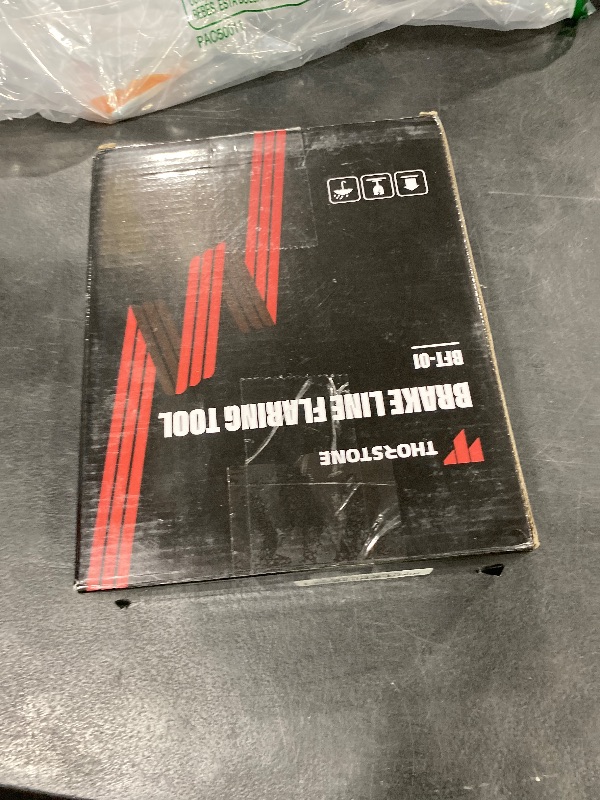 THORSTONE
BRAKE LINE FLARING TOOL
BFT-01